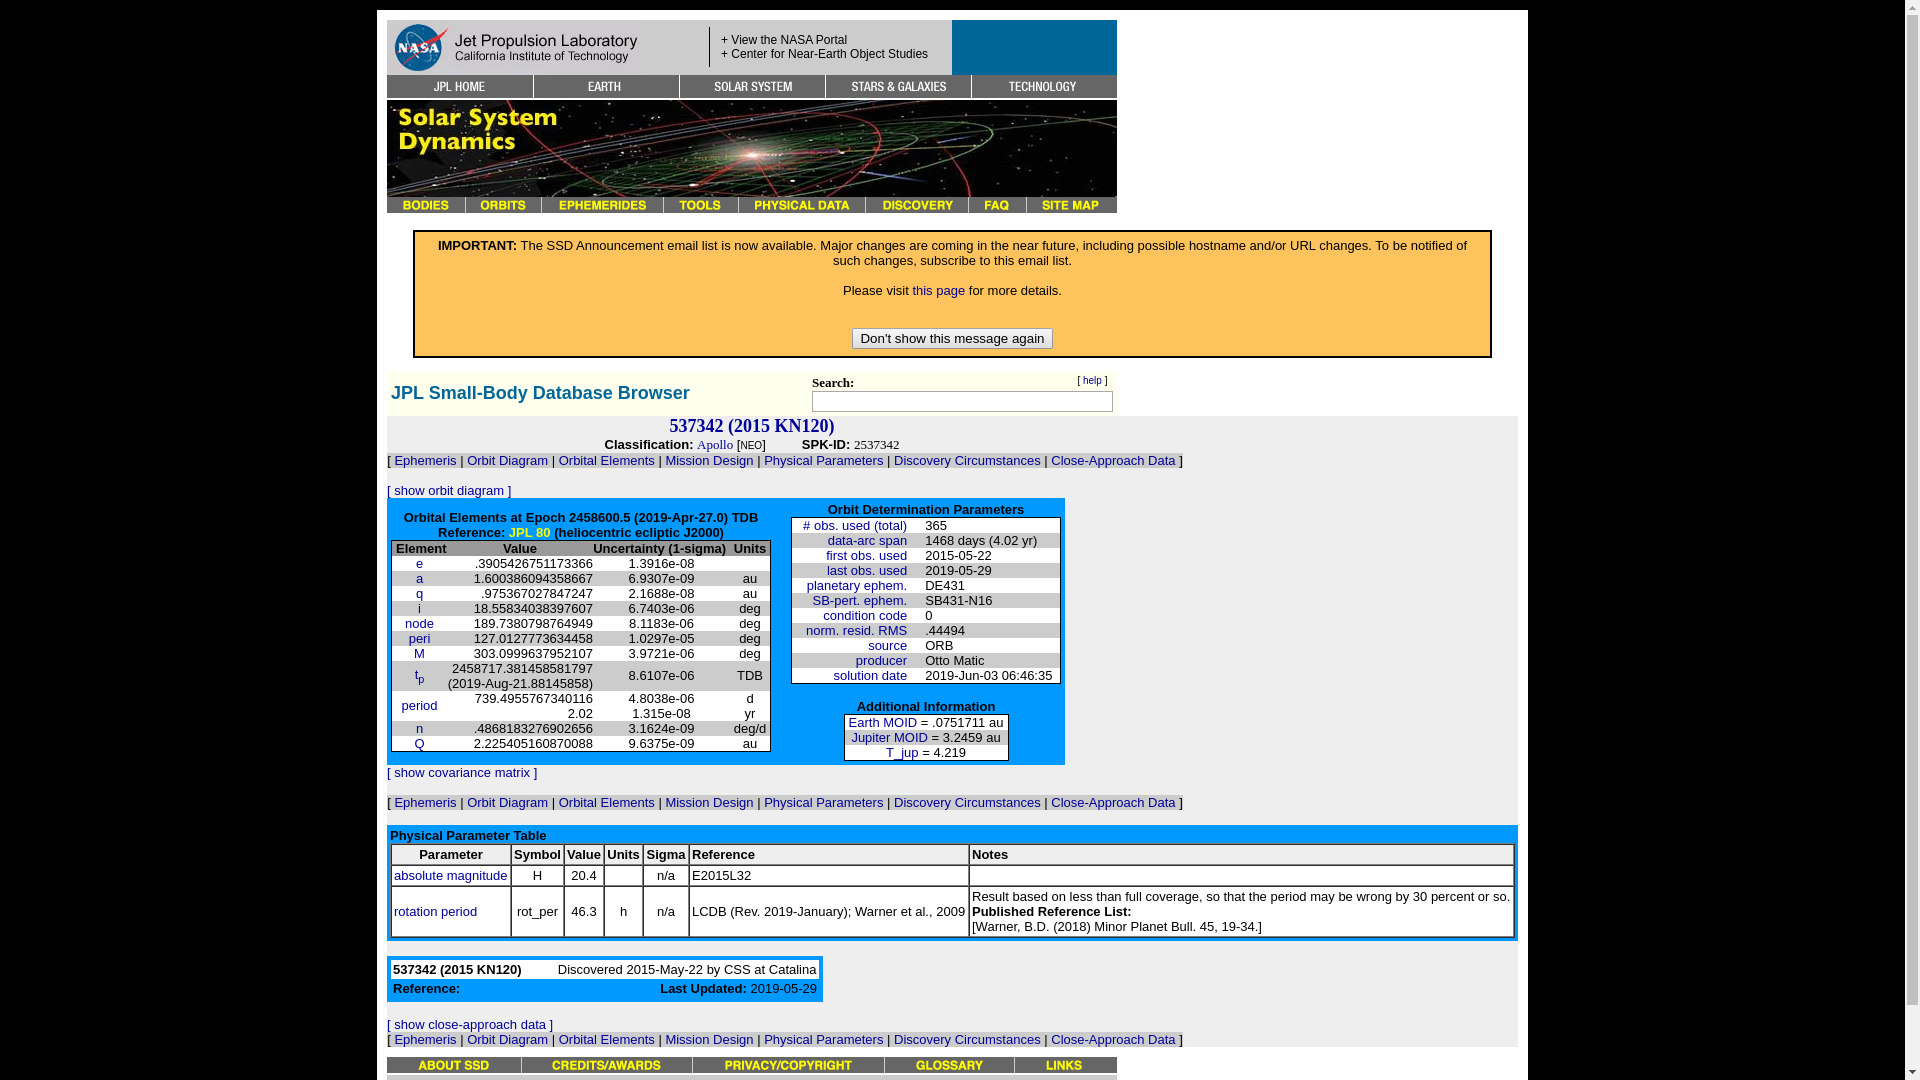 NASA
Jet Propulsion Laboratory
California Institute of Technology
+ View the NASA Portal
+ Center for Near-Earth Object Studies
JPL HOME EARTH SOLAR SYSTEM STARS & GALAXIES TECHNOLOGY
Solar System
Dynamics
BODIES ORBITS EPHEMERIDES TOOLS PHYSICAL DATA DISCOVERY FAQ SITE MAP
IMPORTANT: The SSD Announcement email list is now available. Major changes are coming in the near future, including possible hostname and/or URL changes. To be notified of
such changes, subscribe to this email list.
Please visit this page for more details.
Don't show this message again
JPL Small-Body Database Browser
Search: [ help ]
537342 (2015 KN120)
Classification: Apollo [NEO] SPK-ID: 2537342
[ Ephemeris | Orbit Diagram | Orbital Elements | Mission Design | Physical Parameters | Discovery Circumstances | Close-Approach Data ]
[ show orbit diagram ]
Orbital Elements at Epoch 2458600.5 (2019-Apr-27.0) TDB
Reference: JPL 80 (heliocentric ecliptic J2000)
Element Value Uncertainty (1-sigma) Units
e .3905426751173366 1.3916e-08
a 1.600386094358667 6.9307e-09 au
q .975367027847247 2.1688e-08 au
i 18.55834038397607 6.7403e-06 deg
node 189.7380798764949 8.1183e-06 deg
peri 127.0127773634458 1.0297e-05 deg
M 303.0999637952107 3.9721e-06 deg
tp 2458717.381458581797 8.6107e-06 TDB
(2019-Aug-21.88145858)
period 739.4955767340116 4.8038e-06 d
2.02 1.315e-08 yr
n .4868183276902656 3.1624e-09 deg/d
Q 2.225405160870088 9.6375e-09 au
Orbit Determination Parameters
# obs. used (total) 365
data-arc span 1468 days (4.02 yr)
first obs. used 2015-05-22
last obs. used 2019-05-29
planetary ephem. DE431
SB-pert. ephem. SB431-N16
condition code 0
norm. resid. RMS .44494
source ORB
producer Otto Matic
solution date 2019-Jun-03 06:46:35
Additional Information
Earth MOID = .0751711 au
Jupiter MOID = 3.2459 au
T_jup = 4.219
[ show covariance matrix ]
[ Ephemeris | Orbit Diagram | Orbital Elements | Mission Design | Physical Parameters | Discovery Circumstances | Close-Approach Data ]
Physical Parameter Table
Parameter Symbol Value Units Sigma Reference Notes
absolute magnitude H 20.4 n/a E2015L32
rotation period rot_per 46.3 h n/a LCDB (Rev. 2019-January); Warner et al., 2009
Result based on less than full coverage, so that the period may be wrong by 30 percent or so.
Published Reference List:
[Warner, B.D. (2018) Minor Planet Bull. 45, 19-34.]
537342 (2015 KN120) Discovered 2015-May-22 by CSS at Catalina
Reference: Last Updated: 2019-05-29
[ show close-approach data ]
[ Ephemeris | Orbit Diagram | Orbital Elements | Mission Design | Physical Parameters | Discovery Circumstances | Close-Approach Data ]
ABOUT SSD CREDITS/AWARDS PRIVACY/COPYRIGHT GLOSSARY LINKS